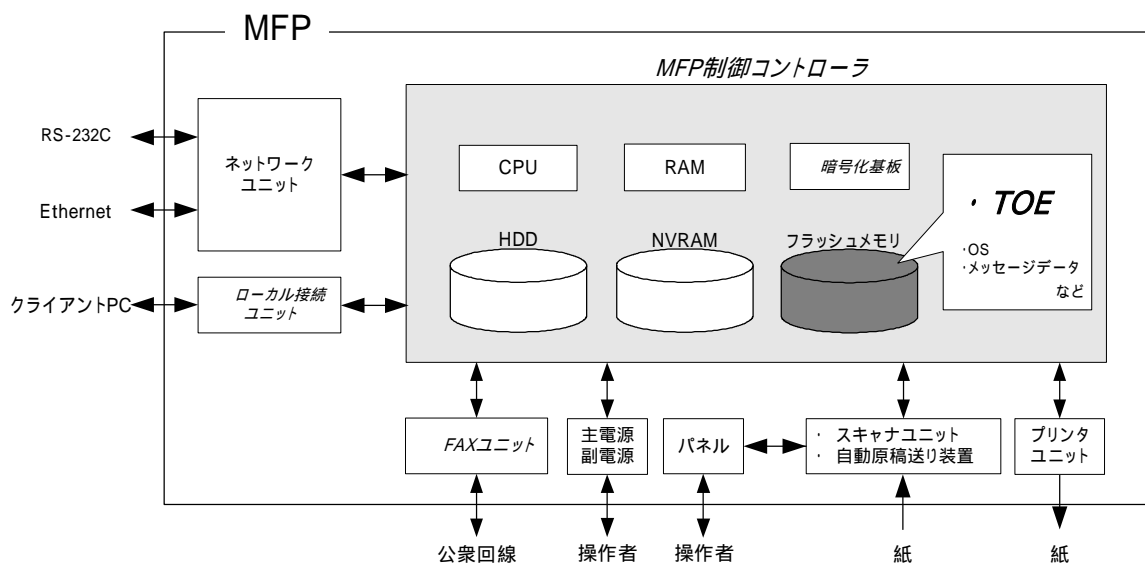 MFP
MFP制御コントローラ
RS-232C
Ethernet
ネットワーク
ユニット
CPU
RAM
暗号化基板
・ TOE
・OS
・メッセージデータ
など
HDD
NVRAM
フラッシュメモリ
クライアントPC
ローカル接続
ユニット
FAXユニット
主電源
副電源
パネル
・ スキャナユニット
・ 自動原稿送り装置
プリンタ
ユニット
公衆回線
操作者
操作者
紙
紙